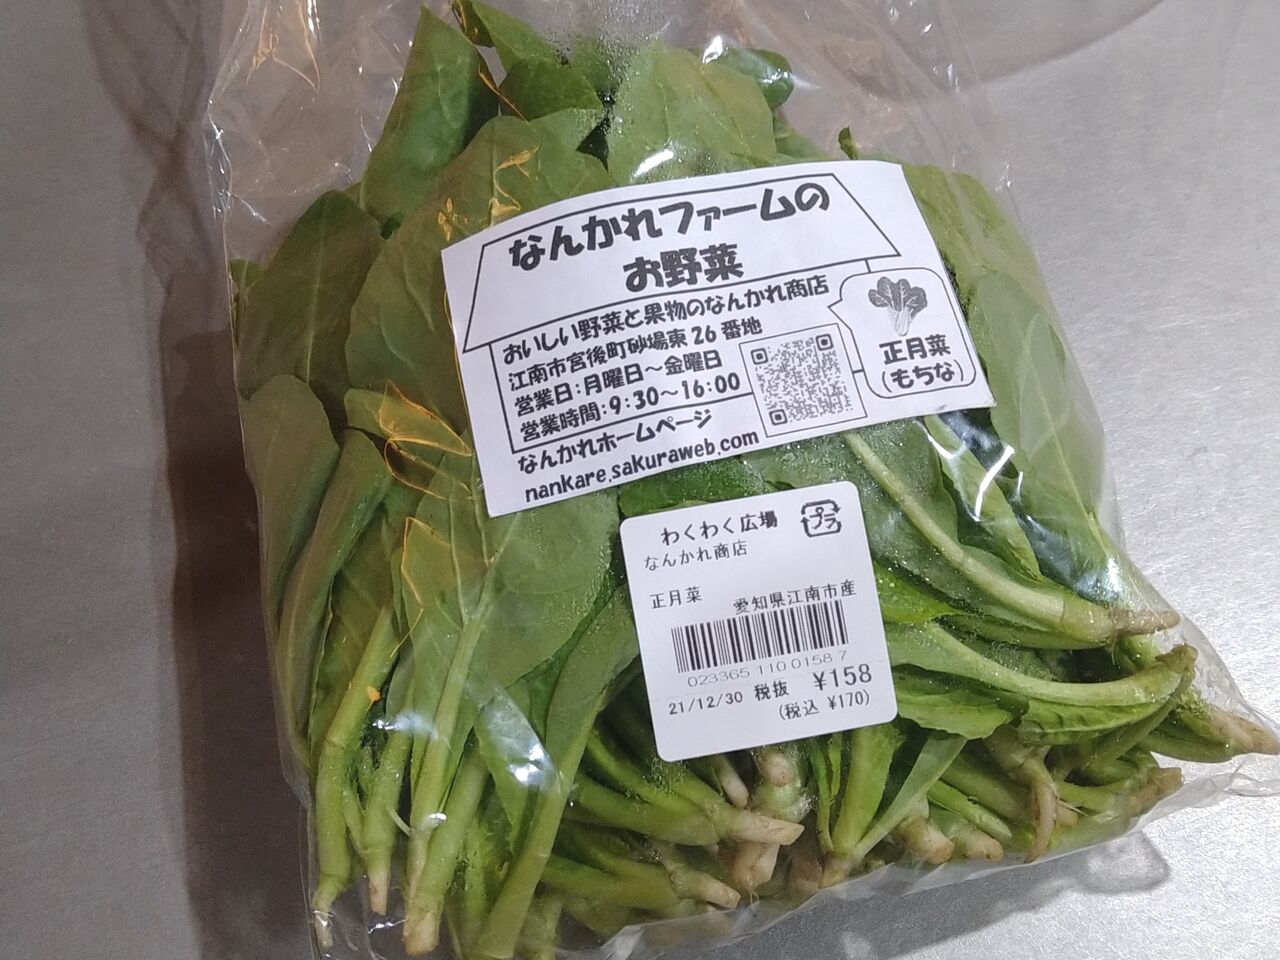 なんかれファームの
お野菜
おいしい野菜と果物のなんかれ商店
江南市宮後町砂場東26番地
営業日:月曜日～金曜日
営業時間:9:30～16:00
なんかれホームページ
nankare.sakuraweb.com
正月菜
(もちな)
わくわく広場
プラ
なんかれ商店
正月菜 愛知県江南市産
023365 110 0158 7
21/12/30 税抜 ¥158
(税込 ¥170)